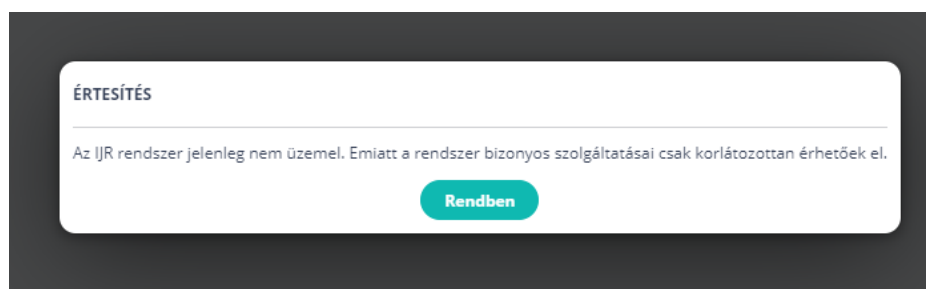 ÉRTESÍTÉS
Az IJR rendszer jelenleg nem üzemel. Emiatt a rendszer bizonyos szolgáltatásai csak korlátozottan érhetőek el.
Rendben